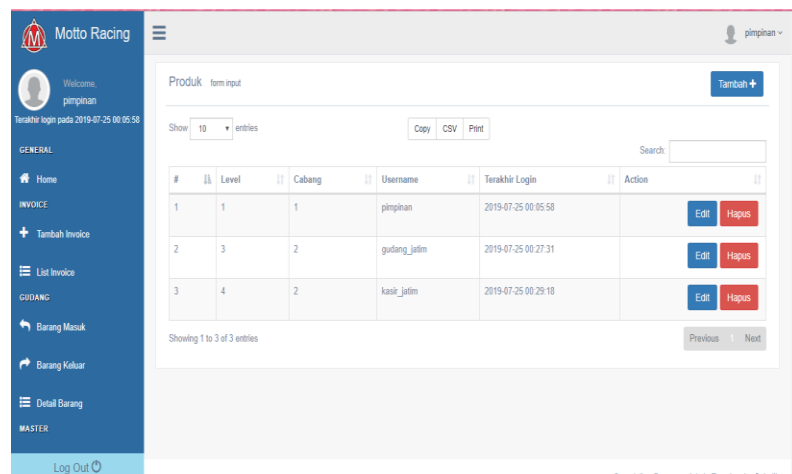 Motto Racing
pimpinan
Welcome,
pimpinan
Terakhir login pada 2019-07-25 00:05:58
GENERAL
Home
INVOICE
Tambah Invoice
List Invoice
GUDANG
Barang Masuk
Barang Keluar
Detail Barang
MASTER
Log Out
Produk form input
Tambah +
Show 10 entries
Copy CSV Print
Search:
# Level Cabang Username Terakhir Login Action
1 1 1 pimpinan 2019-07-25 00:05:58 Edit Hapus
2 3 2 gudang_jatim 2019-07-25 00:27:31 Edit Hapus
3 4 2 kasir_jatim 2019-07-25 00:29:18 Edit Hapus
Showing 1 to 3 of 3 entries
Previous 1 Next